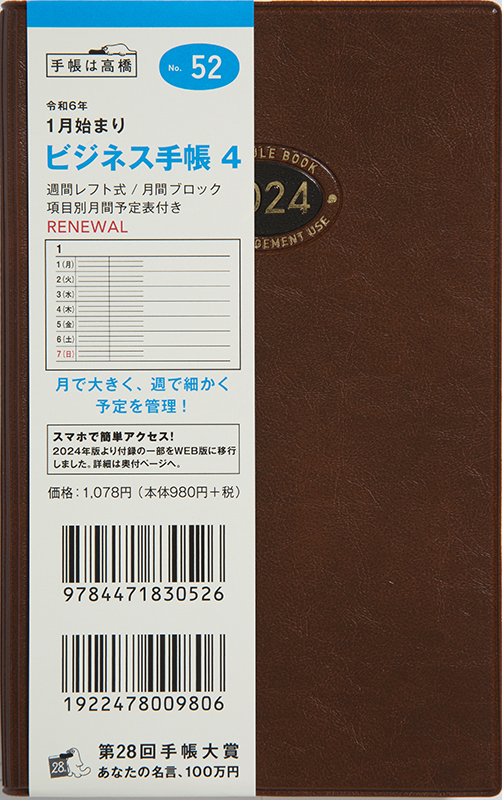 手帳は高橋
No. 52
令和6年
1月始まり
ビジネス手帳 4
週間レフト式 / 月間ブロック
項目別月間予定表付き
RENEWAL
1
1(月)
2(火)
3(水)
4(木)
5(金)
6(土)
7(日)
月で大きく、週で細かく
予定を管理!
スマホで簡単アクセス!
2024年版より付録の一部をWEB版に移行
しました。詳細は奥付ページへ。
価格:1,078円(本体980円+税)
9784471830526
1922478009806
28.
第28回手帳大賞
あなたの名言、100万円
ULE BOOK
024
GEMENT USE